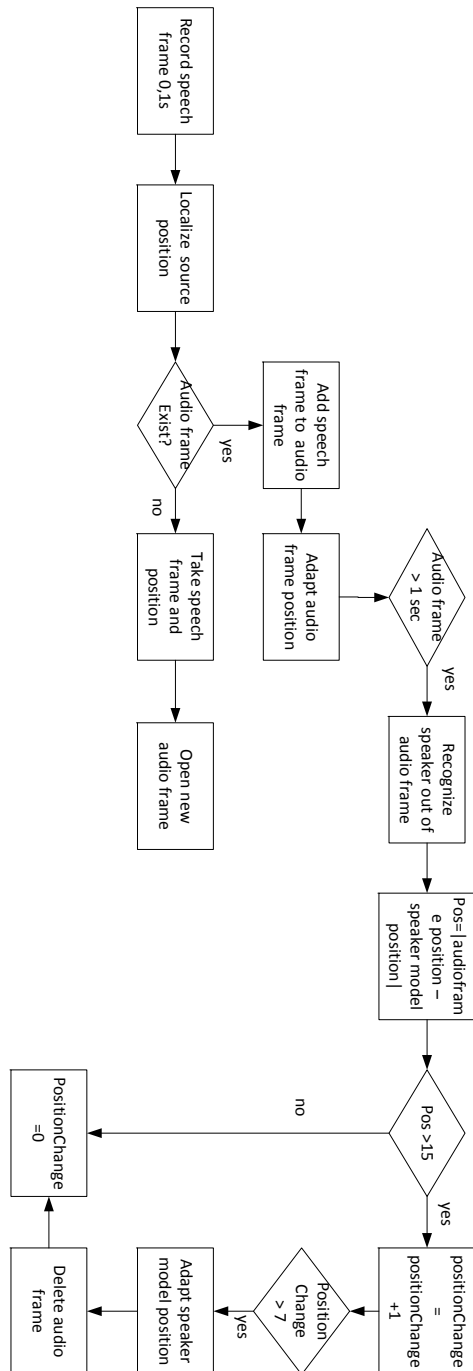 Record speech
frame 0,1s
Localize source
position
Audio frame
Exist?
yes
no
Add speech
frame to audio
frame
Adapt audio
frame position
Take speech
frame and
position
Open new
audio frame
Audio frame
> 1 sec
yes
Recognize
speaker out of
audio frame
Pos=|audiofram
e position –
speaker model
position|
Pos >15
yes
no
positionChange
=
positionChange
+1
Position
Change
> 7
yes
Adapt speaker
model position
Delete audio
frame
PositionChange
=0